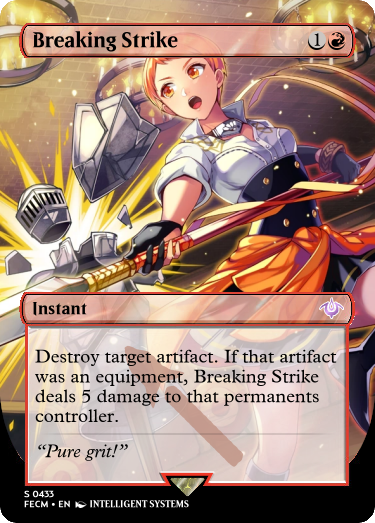 Breaking Strike 1
Instant
Destroy target artifact. If that artifact
was an equipment, Breaking Strike
deals 5 damage to that permanents
controller.
“Pure grit!”
S 0433
FECM • EN INTELLIGENT SYSTEMS